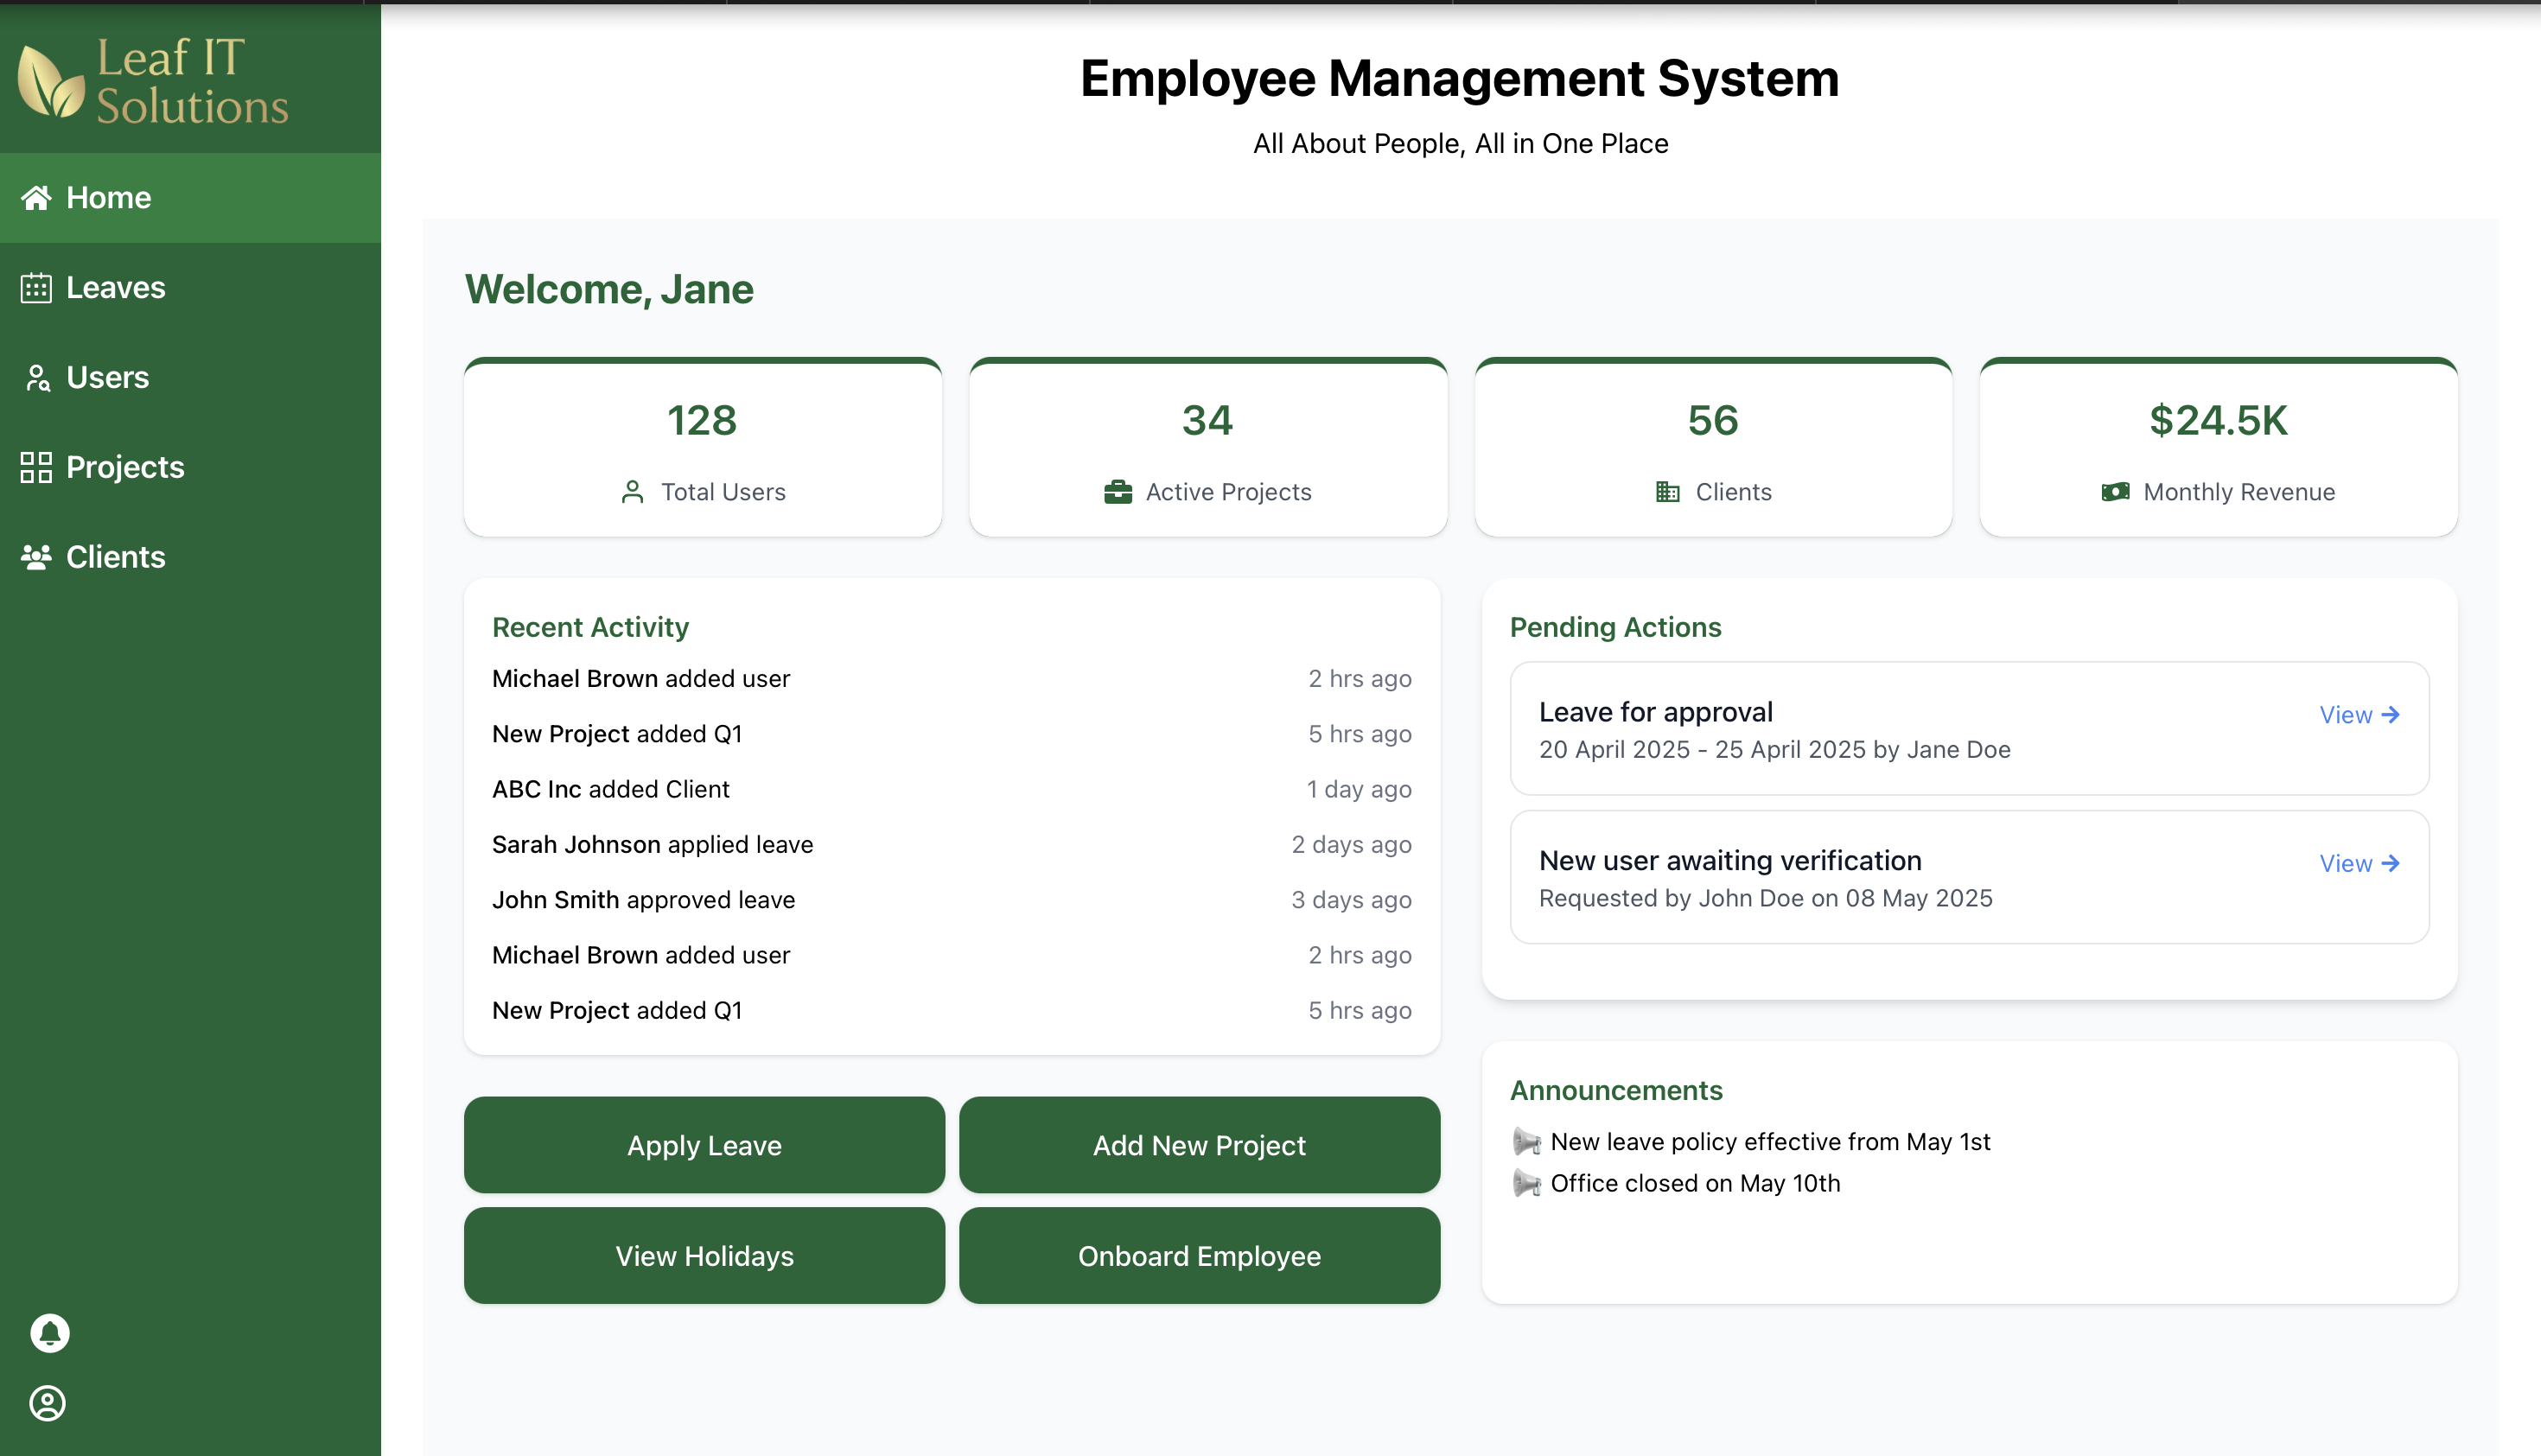 Leaf IT
Solutions
Home
Leaves
Users
Projects
Clients
Employee Management System
All About People, All in One Place
Welcome, Jane
128
Total Users
34
Active Projects
56
Clients
$24.5K
Monthly Revenue
Recent Activity
Michael Brown added user 2 hrs ago
New Project added Q1 5 hrs ago
ABC Inc added Client 1 day ago
Sarah Johnson applied leave 2 days ago
John Smith approved leave 3 days ago
Michael Brown added user 2 hrs ago
New Project added Q1 5 hrs ago
Apply Leave
Add New Project
View Holidays
Onboard Employee
Pending Actions
Leave for approval
View
20 April 2025 - 25 April 2025 by Jane Doe
New user awaiting verification
View
Requested by John Doe on 08 May 2025
Announcements
New leave policy effective from May 1st
Office closed on May 10th